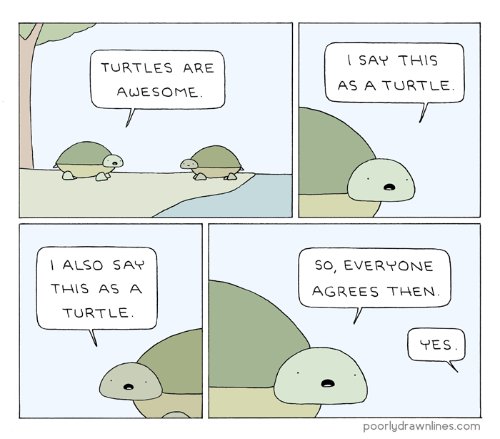 TURTLES ARE
AWESOME.
I SAY THIS
AS A TURTLE.
I ALSO SAY
THIS AS A
TURTLE.
SO, EVERYONE
AGREES THEN.
YES.
poorlydrawnlines.com